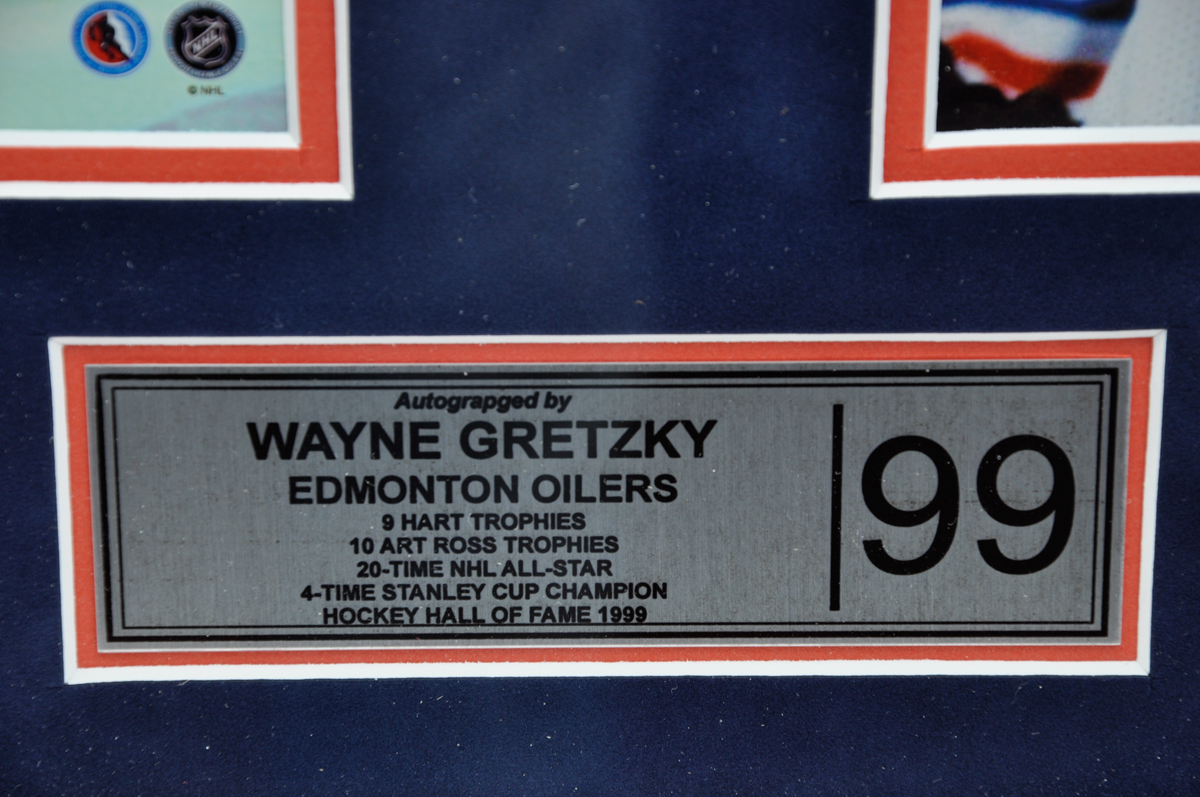 NHL
© NHL
Autograpged by
WAYNE GRETZKY
EDMONTON OILERS
9 HART TROPHIES
10 ART ROSS TROPHIES
20-TIME NHL ALL-STAR
4-TIME STANLEY CUP CHAMPION
HOCKEY HALL OF FAME 1999
99